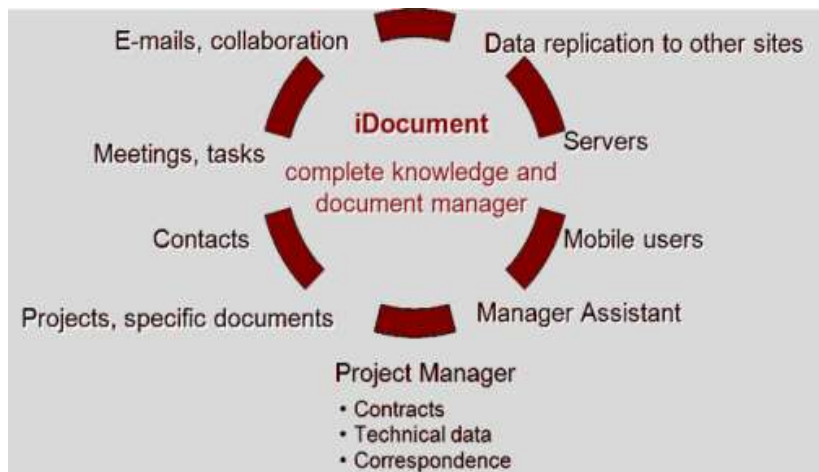 E-mails, collaboration
Data replication to other sites
iDocument
Servers
Meetings, tasks
complete knowledge and
document manager
Contacts
Mobile users
Projects, specific documents
Manager Assistant
Project Manager
• Contracts
• Technical data
• Correspondence